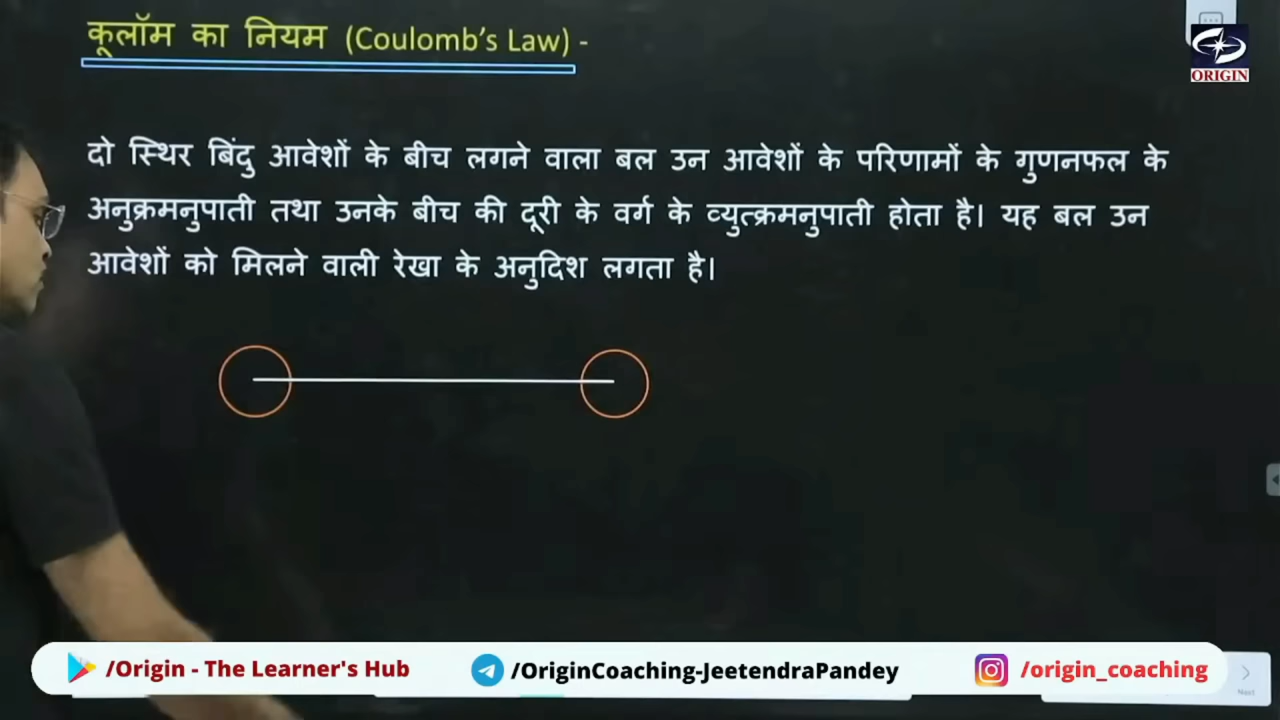 कूलॉम का नियम (Coulomb's Law) -
ORIGIN
दो स्थिर बिंदु आवेशों के बीच लगने वाला बल उन आवेशों के परिणामों के गुणनफल के
अनुक्रमनुपाती तथा उनके बीच की दूरी के वर्ग के व्युत्क्रमनुपाती होता है। यह बल उन
आवेशों को मिलने वाली रेखा के अनुदिश लगता है।
/Origin - The Learner's Hub
/OriginCoaching-JeetendraPandey
/origin_coaching
Next